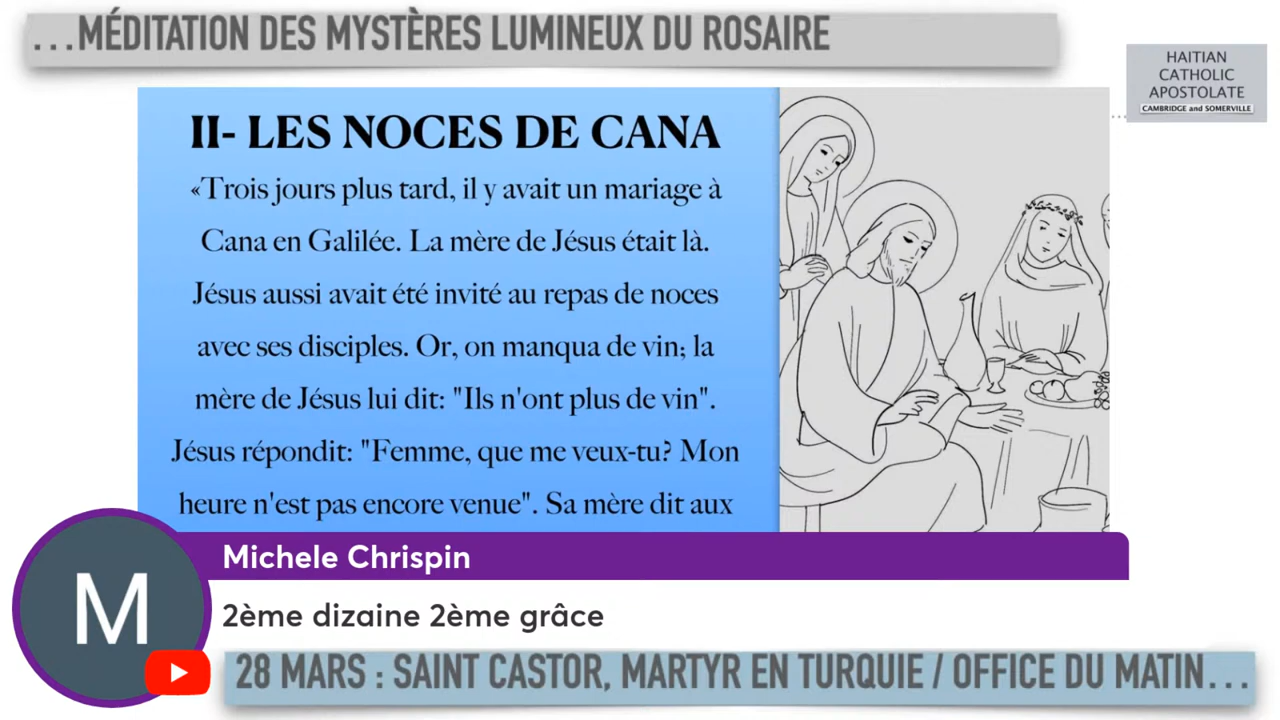 ...MÉDITATION DES MYSTÈRES LUMINEUX DU ROSAIRE
HAITIAN
CATHOLIC
APOSTOLATE
CAMBRIDGE and SOMERVILLE
II- LES NOCES DE CANA
«Trois jours plus tard, il y avait un mariage à
Cana en Galilée. La mère de Jésus était là.
Jésus aussi avait été invité au repas de noces
avec ses disciples. Or, on manqua de vin; la
mère de Jésus lui dit: "Ils n'ont plus de vin".
Jésus répondit: "Femme, que me veux-tu? Mon
heure n'est pas encore venue". Sa mère dit aux
M
Michele Chrispin
2ème dizaine 2ème grâce
28 MARS : SAINT CASTOR, MARTYR EN TURQUIE / OFFICE DU MATIN...